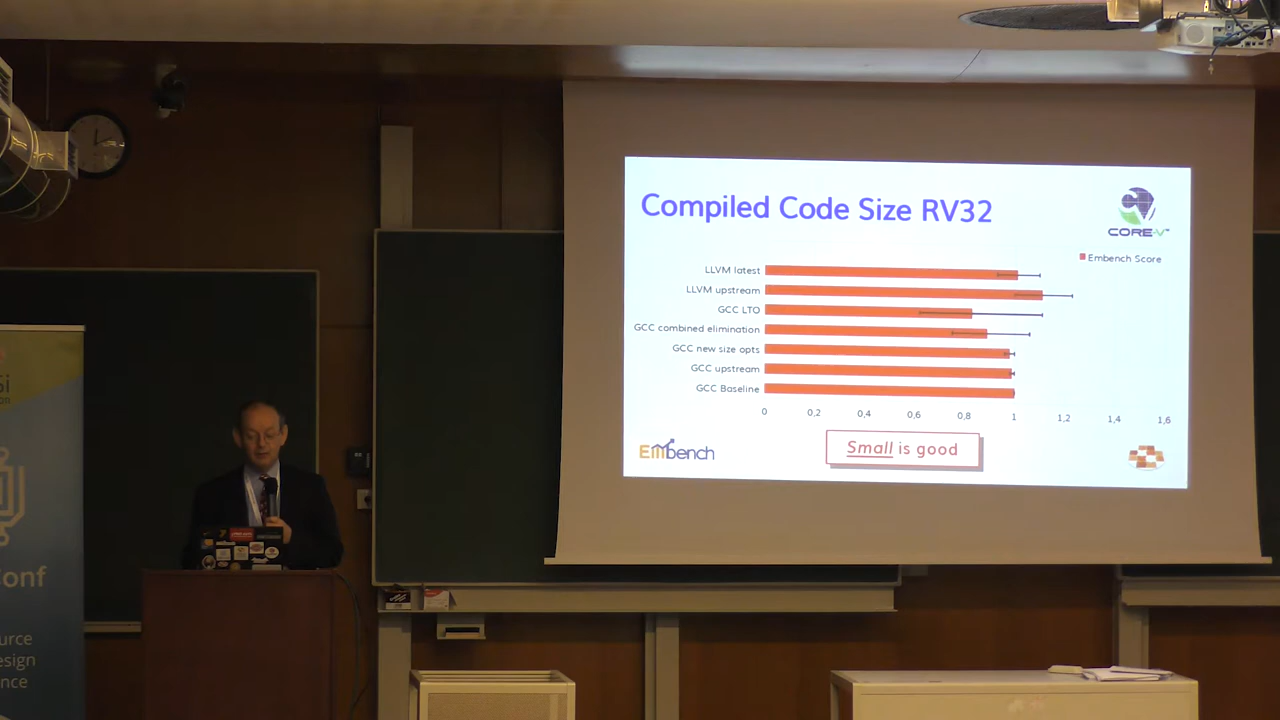 Compiled Code Size RV32
CORE-V
Embench Score
LLVM latest
LLVM upstream
GCC LTO
GCC combined elimination
GCC new size opts
GCC upstream
GCC Baseline
0 0,2 0,4 0,6 0,8 1 1,2 1,4 1,6
Small is good
Embench
onf
urce
esign
nce